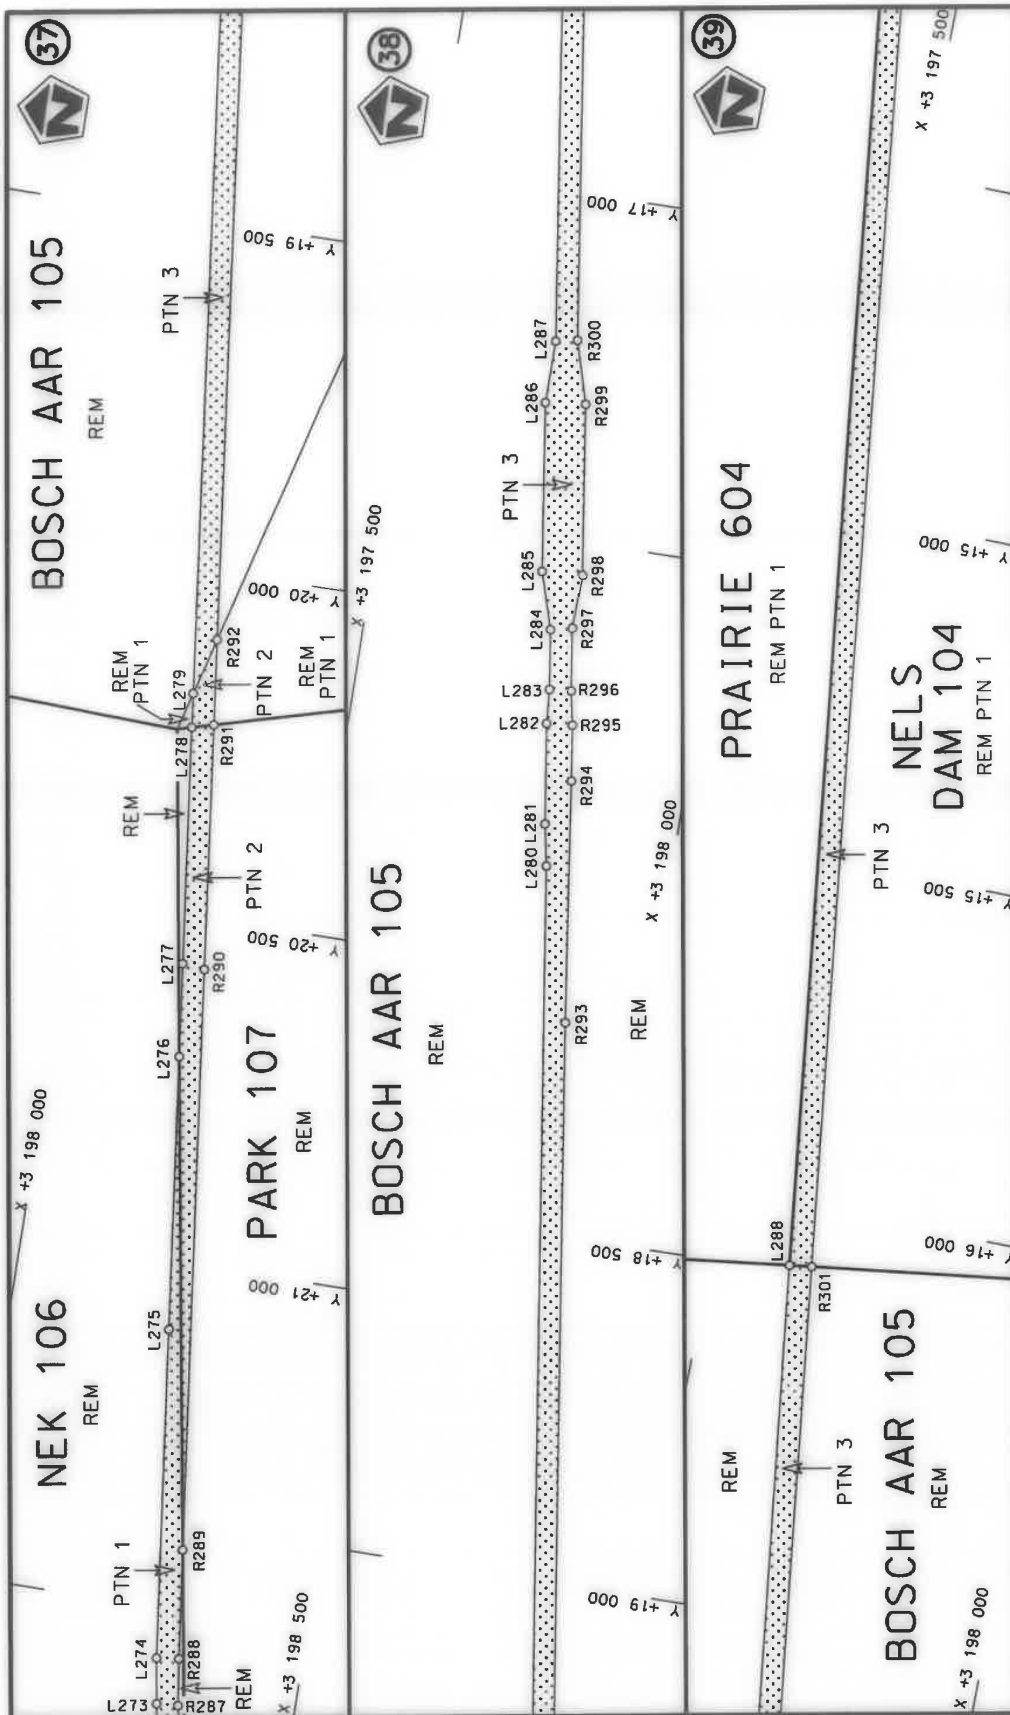 37
N
BOSCH AAR 105
REM
PTN 3
Y +19 500
Y +20 000
REM
PTN 1
L279
R292
PTN 2
REM
PTN 1
L278
R291
REM
PTN 2
L277
R290
Y +20 500
L276
X +3 198 000
PARK 107
REM
Y +21 000
NEK 106
REM
L275
R289
PTN 1
X +3 198 500
L274
R288
REM
L273
R287
38
N
Y +17 000
L287
R300
L286
R299
PTN 3
X +3 197 500
L285
R298
L284
R297
L283
R296
L282
R295
R294
L281
L280
X +3 198 000
BOSCH AAR 105
REM
R293
REM
Y +18 500
Y +19 000
39
N
X +3 197 500
PRAIRIE 604
REM PTN 1
Y +15 000
NELS
DAM 104
REM PTN 1
PTN 3
Y +15 500
L288
R301
Y +16 000
REM
PTN 3
BOSCH AAR 105
REM
X +3 198 000